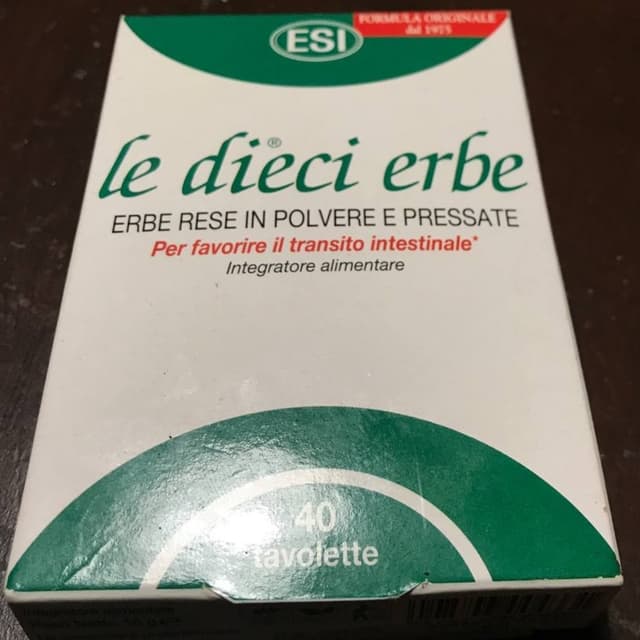 ESI
FORMULA ORIGINALE
dal 1975
le dieci erbe®
ERBE RESE IN POLVERE E PRESSATE
Per favorire il transito intestinale*
Integratore alimentare
40
tavolette